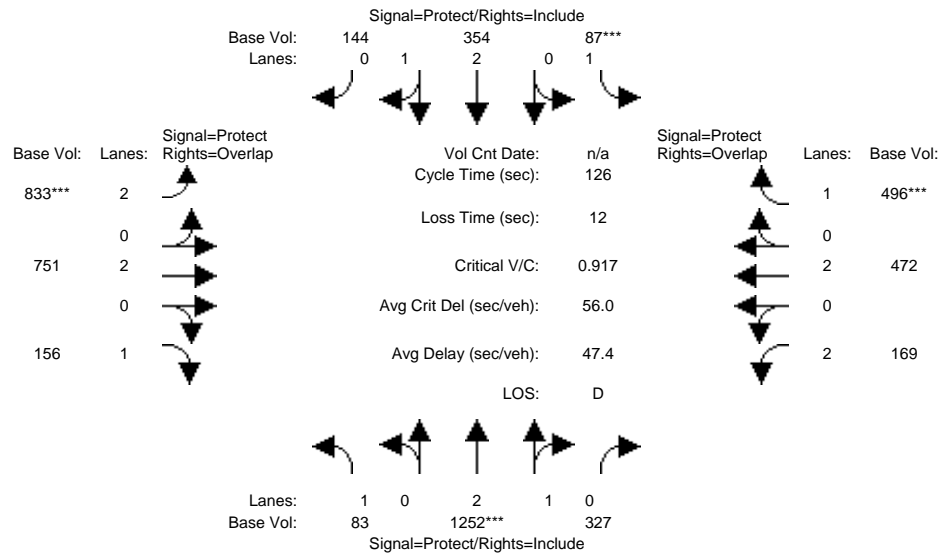 Signal=Protect/Rights=Include
Base Vol: 144 354 87***
Lanes: 0 1 2 0 1
Signal=Protect
Rights=Overlap
Base Vol: Lanes:
Vol Cnt Date: n/a
Cycle Time (sec): 126
Signal=Protect
Rights=Overlap
Lanes: Base Vol:
833*** 2
1 496***
Loss Time (sec): 12
0
0
751 2
Critical V/C: 0.917
2 472
0
Avg Crit Del (sec/veh): 56.0
0
156 1
Avg Delay (sec/veh): 47.4
2 169
LOS: D
Lanes: 1 0 2 1 0
Base Vol: 83 1252*** 327
Signal=Protect/Rights=Include